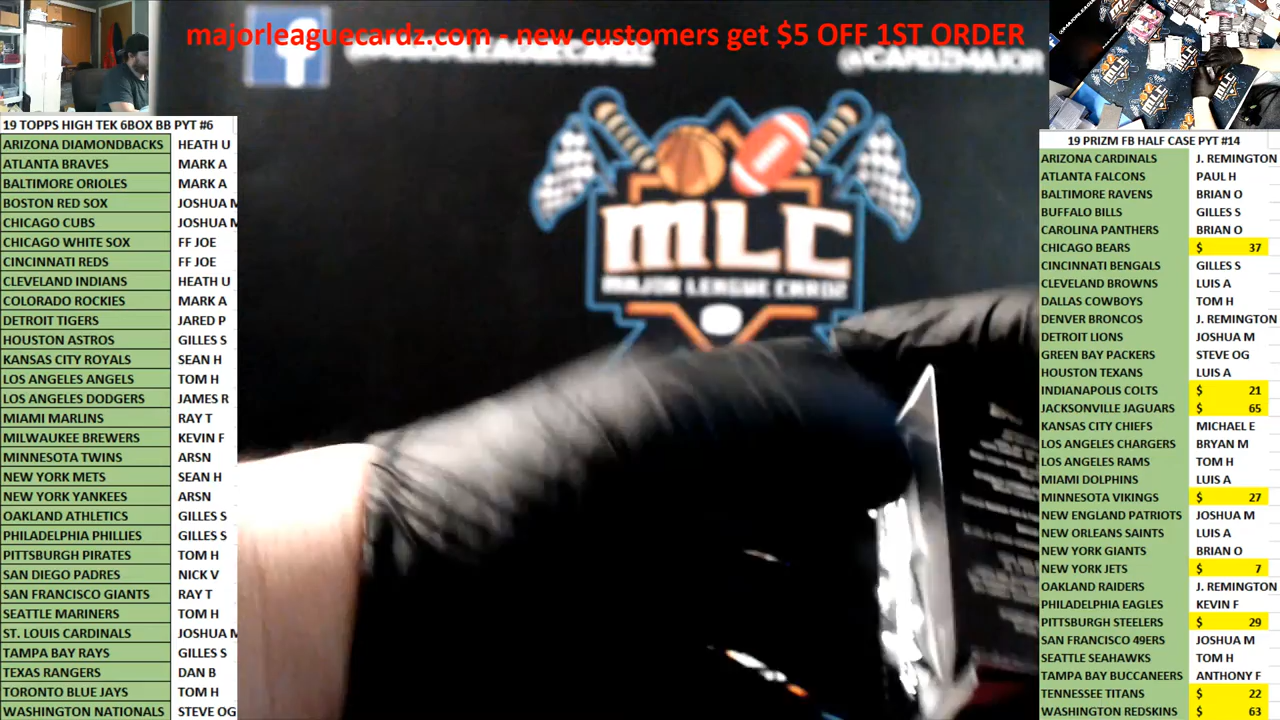 majorleaguecardz.com - new customers get $5 OFF 1ST ORDER
@CARDZMAJOR
MLC
MAJOR LEAGUE CARDZ
19 TOPPS HIGH TEK 6BOX BB PYT #6
ARIZONA DIAMONDBACKS HEATH U
ATLANTA BRAVES MARK A
BALTIMORE ORIOLES MARK A
BOSTON RED SOX JOSHUA M
CHICAGO CUBS JOSHUA M
CHICAGO WHITE SOX FF JOE
CINCINNATI REDS FF JOE
CLEVELAND INDIANS HEATH U
COLORADO ROCKIES MARK A
DETROIT TIGERS JARED P
HOUSTON ASTROS GILLES S
KANSAS CITY ROYALS SEAN H
LOS ANGELES ANGELS TOM H
LOS ANGELES DODGERS JAMES R
MIAMI MARLINS RAY T
MILWAUKEE BREWERS KEVIN F
MINNESOTA TWINS ARSN
NEW YORK METS SEAN H
NEW YORK YANKEES ARSN
OAKLAND ATHLETICS GILLES S
PHILADELPHIA PHILLIES GILLES S
PITTSBURGH PIRATES TOM H
SAN DIEGO PADRES NICK V
SAN FRANCISCO GIANTS RAY T
SEATTLE MARINERS TOM H
ST. LOUIS CARDINALS JOSHUA M
TAMPA BAY RAYS GILLES S
TEXAS RANGERS DAN B
TORONTO BLUE JAYS TOM H
WASHINGTON NATIONALS STEVE OG
19 PRIZM FB HALF CASE PYT #14
ARIZONA CARDINALS J. REMINGTON
ATLANTA FALCONS PAUL H
BALTIMORE RAVENS BRIAN O
BUFFALO BILLS GILLES S
CAROLINA PANTHERS BRIAN O
CHICAGO BEARS $ 37
CINCINNATI BENGALS GILLES S
CLEVELAND BROWNS LUIS A
DALLAS COWBOYS TOM H
DENVER BRONCOS J. REMINGTON
DETROIT LIONS JOSHUA M
GREEN BAY PACKERS STEVE OG
HOUSTON TEXANS LUIS A
INDIANAPOLIS COLTS $ 21
JACKSONVILLE JAGUARS $ 65
KANSAS CITY CHIEFS MICHAEL E
LOS ANGELES CHARGERS BRYAN M
LOS ANGELES RAMS TOM H
MIAMI DOLPHINS LUIS A
MINNESOTA VIKINGS $ 27
NEW ENGLAND PATRIOTS JOSHUA M
NEW ORLEANS SAINTS LUIS A
NEW YORK GIANTS BRIAN O
NEW YORK JETS $ 7
OAKLAND RAIDERS J. REMINGTON
PHILADELPHIA EAGLES KEVIN F
PITTSBURGH STEELERS $ 29
SAN FRANCISCO 49ERS JOSHUA M
SEATTLE SEAHAWKS TOM H
TAMPA BAY BUCCANEERS ANTHONY F
TENNESSEE TITANS $ 22
WASHINGTON REDSKINS $ 63